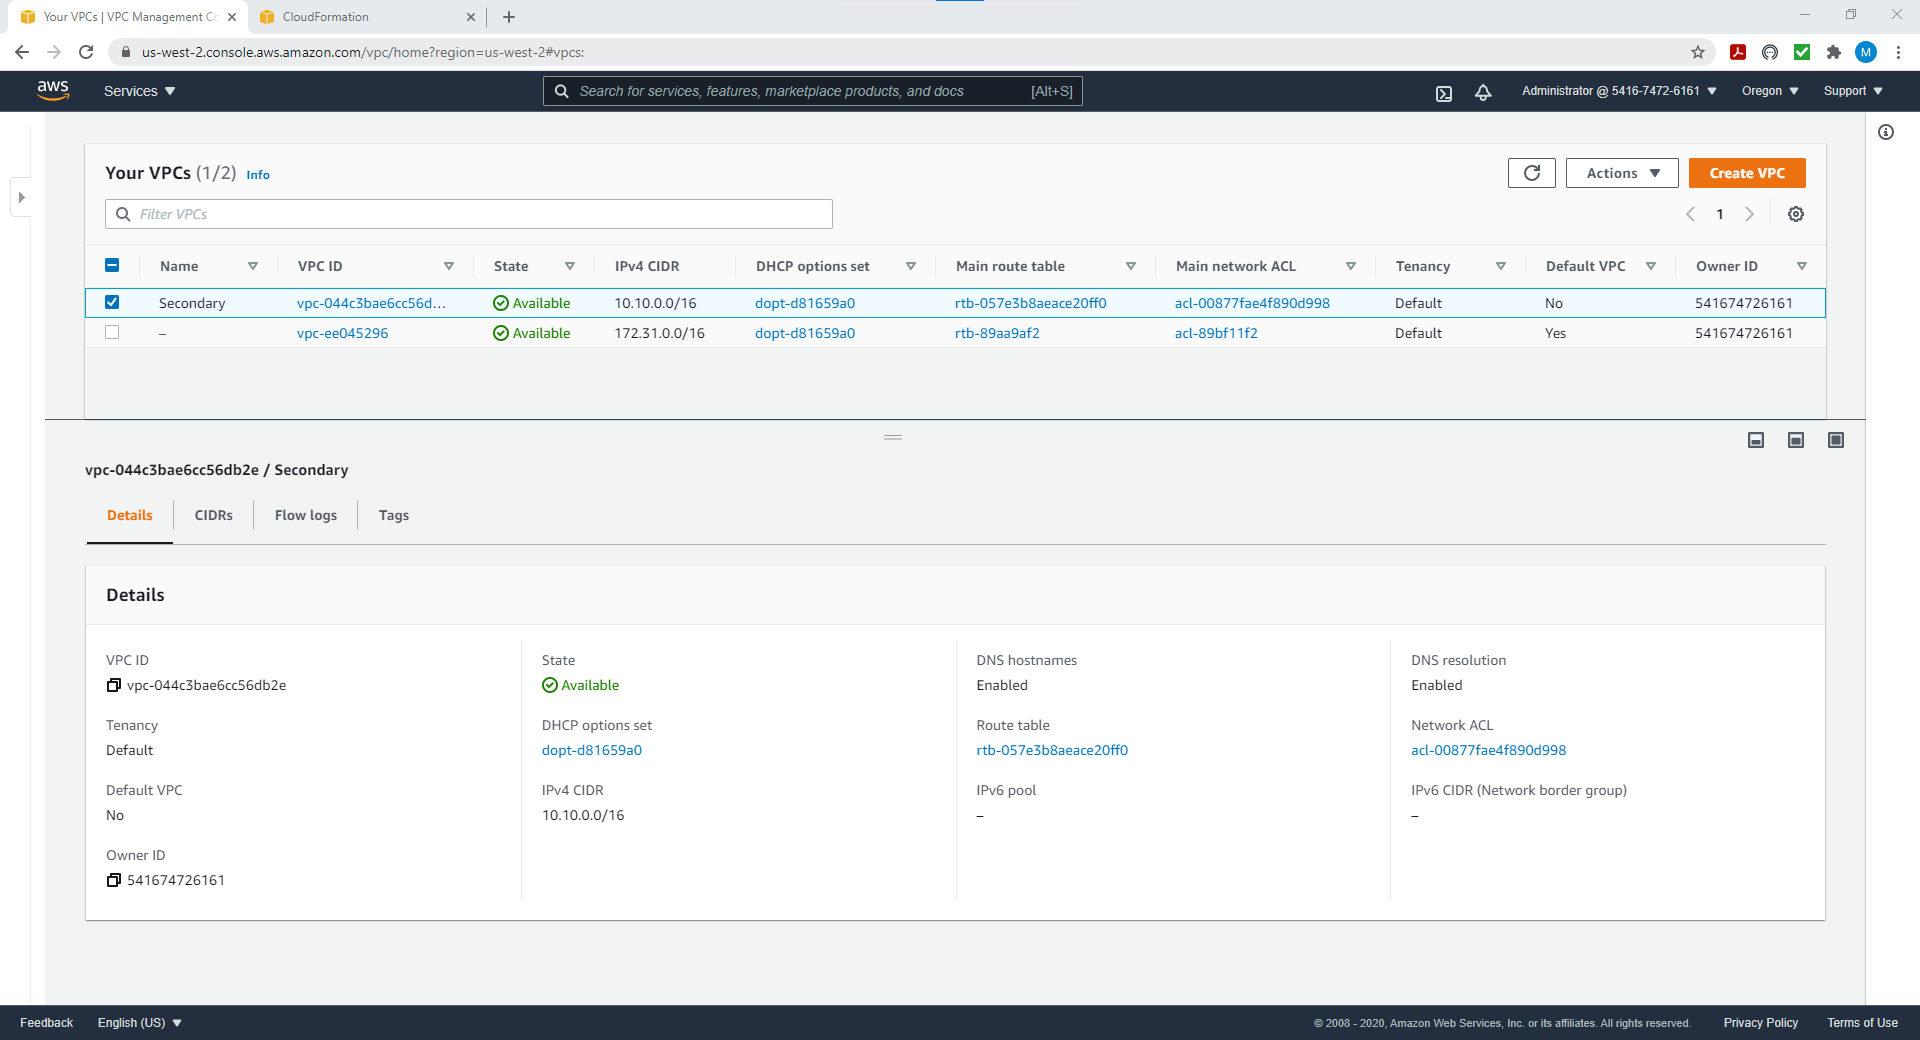 Your VPCs | VPC Management Co
CloudFormation
us-west-2.console.aws.amazon.com/vpc/home?region=us-west-2#vpcs:
M
aws
Services
Search for services, features, marketplace products, and docs [Alt+S]
Administrator @ 5416-7472-6161
Oregon
Support
Your VPCs (1/2) Info
Actions
Create VPC
Filter VPCs
1
Name VPC ID State IPv4 CIDR DHCP options set Main route table Main network ACL Tenancy Default VPC Owner ID
Secondary vpc-044c3bae6cc56d... Available 10.10.0.0/16 dopt-d81659a0 rtb-057e3b8aeace20ff0 acl-00877fae4f890d998 Default No 541674726161
– vpc-ee045296 Available 172.31.0.0/16 dopt-d81659a0 rtb-89aa9af2 acl-89bf11f2 Default Yes 541674726161
vpc-044c3bae6cc56db2e / Secondary
Details CIDRs Flow logs Tags
Details
VPC ID
vpc-044c3bae6cc56db2e
State
Available
DNS hostnames
Enabled
DNS resolution
Enabled
Tenancy
Default
DHCP options set
dopt-d81659a0
Route table
rtb-057e3b8aeace20ff0
Network ACL
acl-00877fae4f890d998
Default VPC
No
IPv4 CIDR
10.10.0.0/16
IPv6 pool
–
IPv6 CIDR (Network border group)
–
Owner ID
541674726161
Feedback English (US) © 2008 - 2020, Amazon Web Services, Inc. or its affiliates. All rights reserved. Privacy Policy Terms of Use